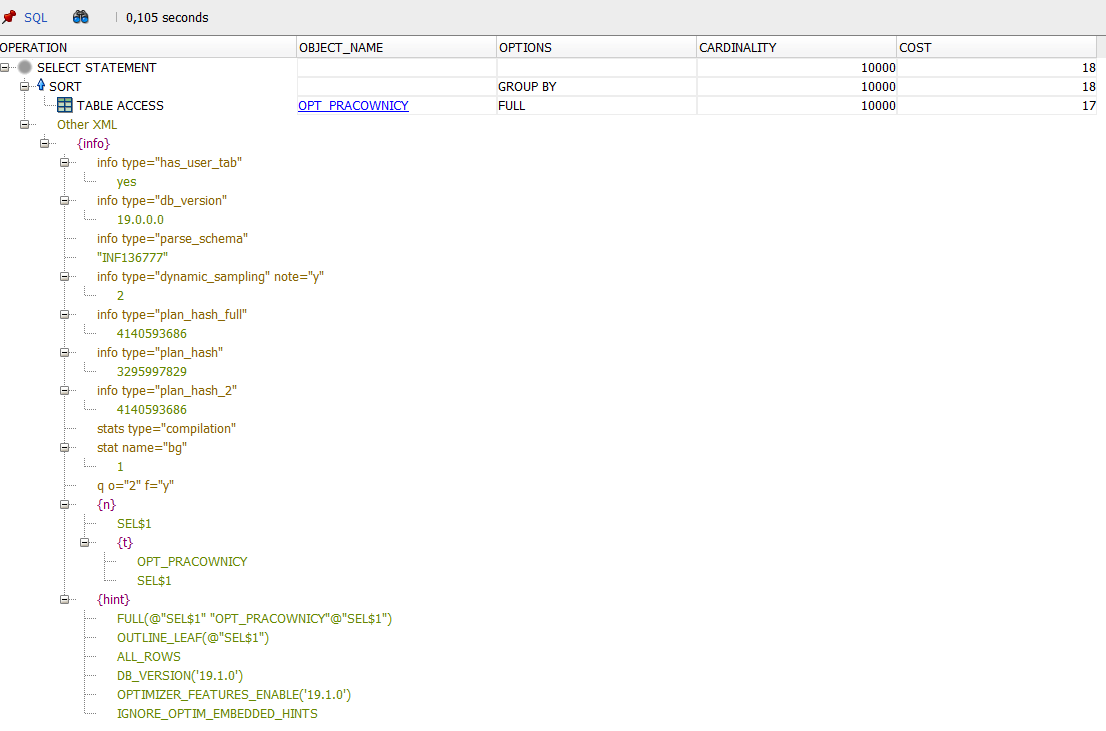 SQL 0,105 seconds
OPERATION OBJECT_NAME OPTIONS CARDINALITY COST
SELECT STATEMENT 10000 18
SORT GROUP BY 10000 18
TABLE ACCESS OPT_PRACOWNICY FULL 10000 17
Other XML
{info}
info type="has_user_tab"
yes
info type="db_version"
19.0.0.0
info type="parse_schema"
"INF136777"
info type="dynamic_sampling" note="y"
2
info type="plan_hash_full"
4140593686
info type="plan_hash"
3295997829
info type="plan_hash_2"
4140593686
stats type="compilation"
stat name="bg"
1
q o="2" f="y"
{n}
SEL$1
{t}
OPT_PRACOWNICY
SEL$1
{hint}
FULL(@"SEL$1" "OPT_PRACOWNICY"@"SEL$1")
OUTLINE_LEAF(@"SEL$1")
ALL_ROWS
DB_VERSION('19.1.0')
OPTIMIZER_FEATURES_ENABLE('19.1.0')
IGNORE_OPTIM_EMBEDDED_HINTS